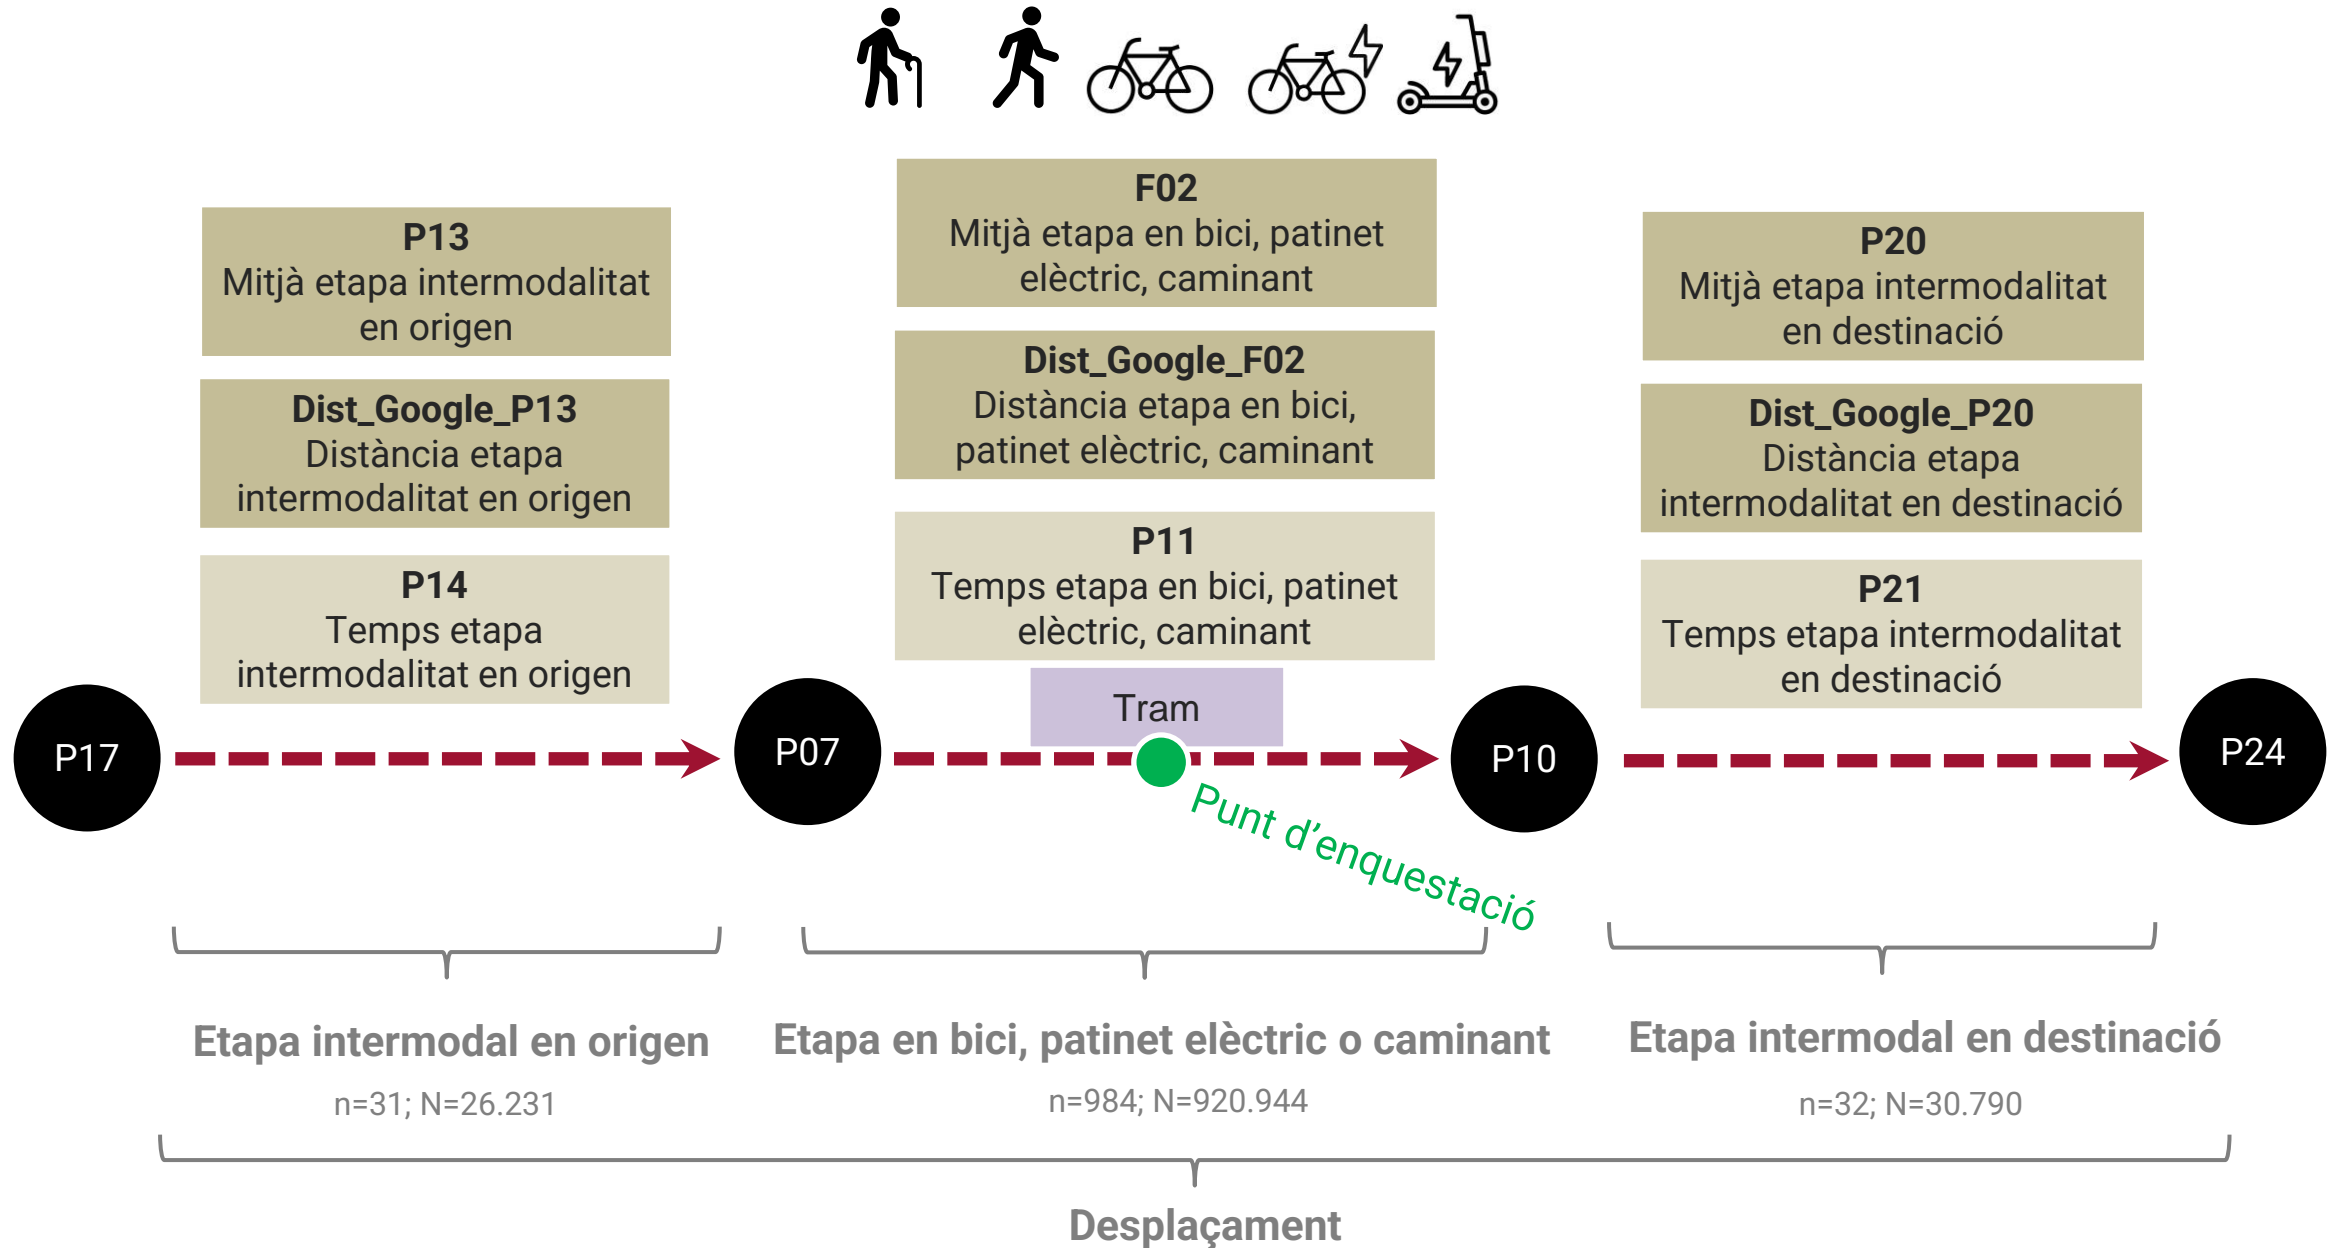 P13
Mitjà etapa intermodalitat
en origen
Dist_Google_P13
Distància etapa
intermodalitat en origen
P14
Temps etapa
intermodalitat en origen
F02
Mitjà etapa en bici, patinet
elèctric, caminant
Dist_Google_F02
Distància etapa en bici,
patinet elèctric, caminant
P11
Temps etapa en bici, patinet
elèctric, caminant
Tram
P20
Mitjà etapa intermodalitat
en destinació
Dist_Google_P20
Distància etapa
intermodalitat en destinació
P21
Temps etapa intermodalitat
en destinació
P17
P07
P10
P24
Punt d’enquestació
Etapa intermodal en origen
n=31; N=26.231
Etapa en bici, patinet elèctric o caminant
n=984; N=920.944
Etapa intermodal en destinació
n=32; N=30.790
Desplaçament